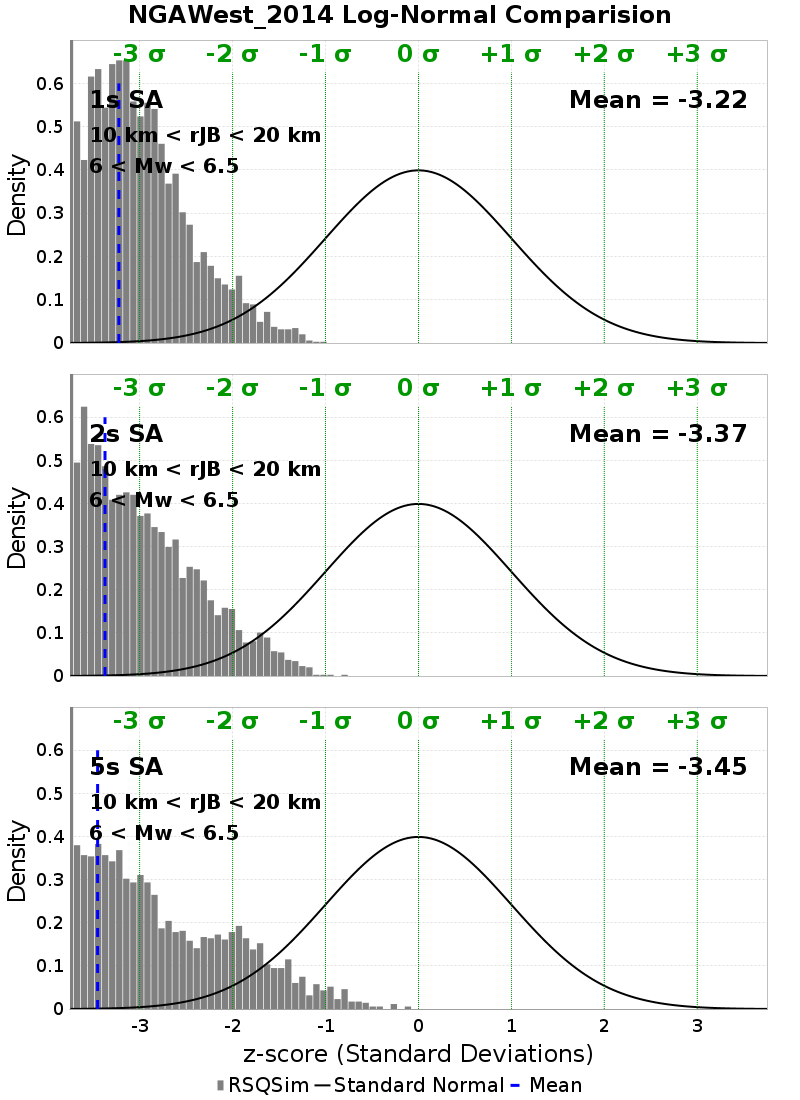 NGAWest_2014 Log-Normal Comparision
-3 σ -2 σ -1 σ 0 σ +1 σ +2 σ +3 σ
1s SA
Mean = -3.22
10 km < rJB < 20 km
6 < Mw < 6.5
Density
0.6
0.5
0.4
0.3
0.2
0.1
0
-3 σ -2 σ -1 σ 0 σ +1 σ +2 σ +3 σ
2s SA
Mean = -3.37
10 km < rJB < 20 km
6 < Mw < 6.5
Density
0.6
0.5
0.4
0.3
0.2
0.1
0
-3 σ -2 σ -1 σ 0 σ +1 σ +2 σ +3 σ
5s SA
Mean = -3.45
10 km < rJB < 20 km
6 < Mw < 6.5
Density
0.6
0.5
0.4
0.3
0.2
0.1
0
-3 -2 -1 0 1 2 3
z-score (Standard Deviations)
RSQSim Standard Normal Mean